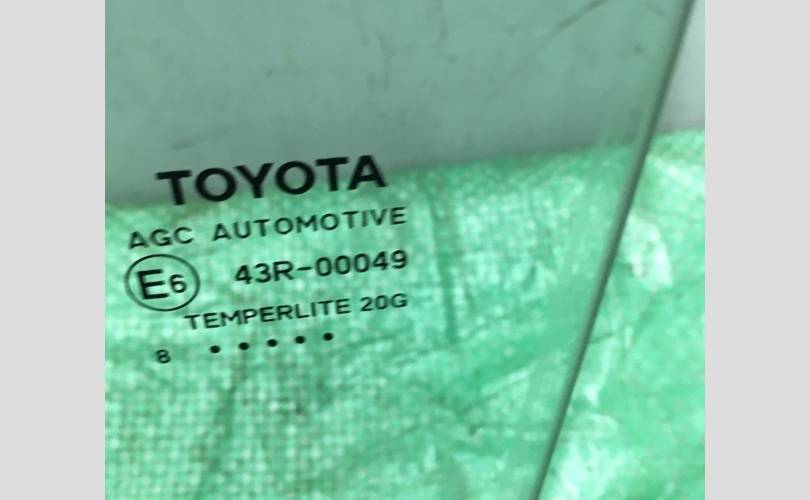 TOYOTA
AGC AUTOMOTIVE
E6 43R-00049
TEMPERLITE 20G
8 • • • • •